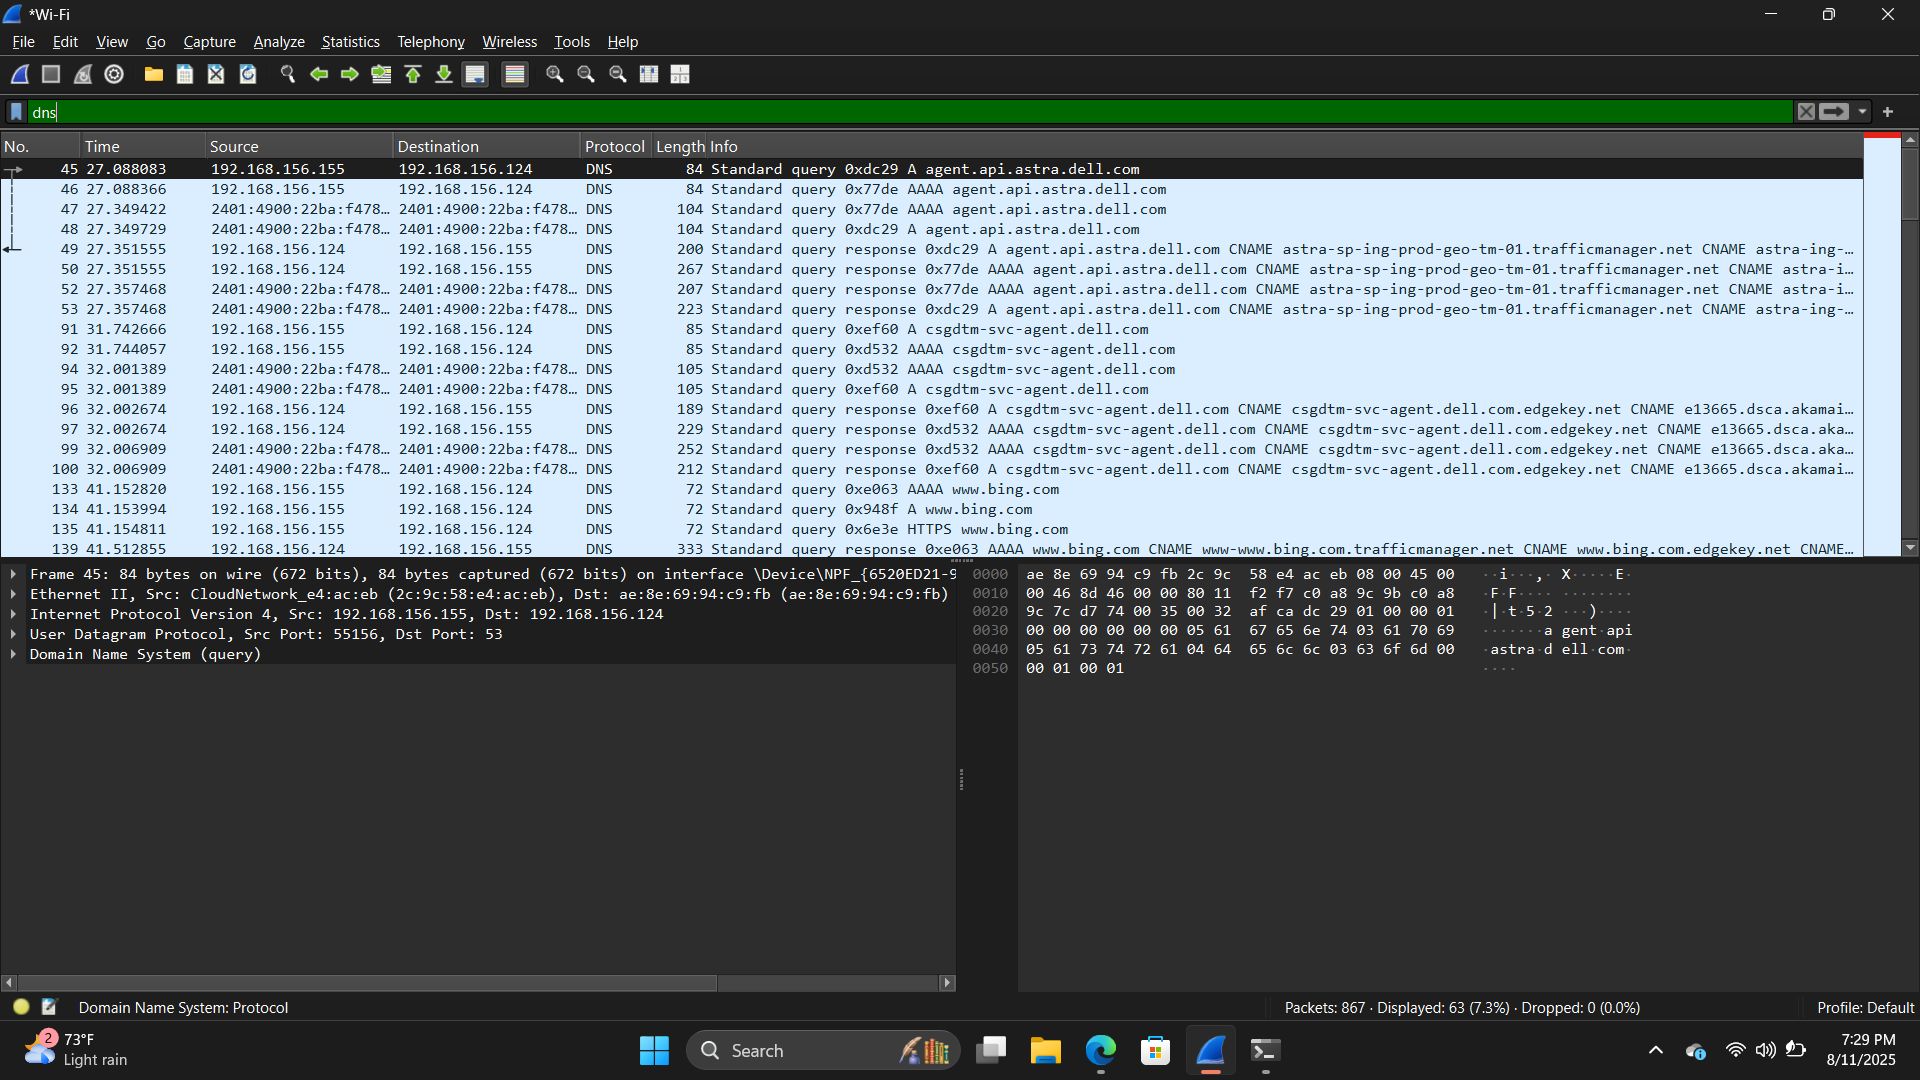 *Wi-Fi
File Edit View Go Capture Analyze Statistics Telephony Wireless Tools Help
dns
No. Time Source Destination Protocol Length Info
45 27.088083 192.168.156.155 192.168.156.124 DNS 84 Standard query 0xdc29 A agent.api.astra.dell.com
46 27.088366 192.168.156.155 192.168.156.124 DNS 84 Standard query 0x77de AAAA agent.api.astra.dell.com
47 27.349422 2401:4900:22ba:f478… 2401:4900:22ba:f478… DNS 104 Standard query 0x77de AAAA agent.api.astra.dell.com
48 27.349729 2401:4900:22ba:f478… 2401:4900:22ba:f478… DNS 104 Standard query 0xdc29 A agent.api.astra.dell.com
49 27.351555 192.168.156.124 192.168.156.155 DNS 200 Standard query response 0xdc29 A agent.api.astra.dell.com CNAME astra-sp-ing-prod-geo-tm-01.trafficmanager.net CNAME astra-ing-…
50 27.351555 192.168.156.124 192.168.156.155 DNS 267 Standard query response 0x77de AAAA agent.api.astra.dell.com CNAME astra-sp-ing-prod-geo-tm-01.trafficmanager.net CNAME astra-i…
52 27.357468 2401:4900:22ba:f478… 2401:4900:22ba:f478… DNS 207 Standard query response 0x77de AAAA agent.api.astra.dell.com CNAME astra-sp-ing-prod-geo-tm-01.trafficmanager.net CNAME astra-i…
53 27.357468 2401:4900:22ba:f478… 2401:4900:22ba:f478… DNS 223 Standard query response 0xdc29 A agent.api.astra.dell.com CNAME astra-sp-ing-prod-geo-tm-01.trafficmanager.net CNAME astra-ing-…
91 31.742666 192.168.156.155 192.168.156.124 DNS 85 Standard query 0xef60 A csgdtm-svc-agent.dell.com
92 31.744057 192.168.156.155 192.168.156.124 DNS 85 Standard query 0xd532 AAAA csgdtm-svc-agent.dell.com
94 32.001389 2401:4900:22ba:f478… 2401:4900:22ba:f478… DNS 105 Standard query 0xd532 AAAA csgdtm-svc-agent.dell.com
95 32.001389 2401:4900:22ba:f478… 2401:4900:22ba:f478… DNS 105 Standard query 0xef60 A csgdtm-svc-agent.dell.com
96 32.002674 192.168.156.124 192.168.156.155 DNS 189 Standard query response 0xef60 A csgdtm-svc-agent.dell.com CNAME csgdtm-svc-agent.dell.com.edgekey.net CNAME e13665.dsca.akamai…
97 32.002674 192.168.156.124 192.168.156.155 DNS 229 Standard query response 0xd532 AAAA csgdtm-svc-agent.dell.com CNAME csgdtm-svc-agent.dell.com.edgekey.net CNAME e13665.dsca.aka…
99 32.006909 2401:4900:22ba:f478… 2401:4900:22ba:f478… DNS 252 Standard query response 0xd532 AAAA csgdtm-svc-agent.dell.com CNAME csgdtm-svc-agent.dell.com.edgekey.net CNAME e13665.dsca.aka…
100 32.006909 2401:4900:22ba:f478… 2401:4900:22ba:f478… DNS 212 Standard query response 0xef60 A csgdtm-svc-agent.dell.com CNAME csgdtm-svc-agent.dell.com.edgekey.net CNAME e13665.dsca.akamai…
133 41.152820 192.168.156.155 192.168.156.124 DNS 72 Standard query 0xe063 AAAA www.bing.com
134 41.153994 192.168.156.155 192.168.156.124 DNS 72 Standard query 0x948f A www.bing.com
135 41.154811 192.168.156.155 192.168.156.124 DNS 72 Standard query 0x6e3e HTTPS www.bing.com
139 41.512855 192.168.156.124 192.168.156.155 DNS 333 Standard query response 0xe063 AAAA www.bing.com CNAME www-www.bing.com.trafficmanager.net CNAME www.bing.com.edgekey.net CNAME…
Frame 45: 84 bytes on wire (672 bits), 84 bytes captured (672 bits) on interface \Device\NPF_{6520ED21-9
Ethernet II, Src: CloudNetwork_e4:ac:eb (2c:9c:58:e4:ac:eb), Dst: ae:8e:69:94:c9:fb (ae:8e:69:94:c9:fb)
Internet Protocol Version 4, Src: 192.168.156.155, Dst: 192.168.156.124
User Datagram Protocol, Src Port: 55156, Dst Port: 53
Domain Name System (query)
0000 ae 8e 69 94 c9 fb 2c 9c 58 e4 ac eb 08 00 45 00 ··i···,· X·····E·
0010 00 46 8d 46 00 00 80 11 f2 f7 c0 a8 9c 9b c0 a8 ·F·F···· ········
0020 9c 7c d7 74 00 35 00 32 af ca dc 29 01 00 00 01 ·|·t·5·2 ···)····
0030 00 00 00 00 00 00 05 61 67 65 6e 74 03 61 70 69 ·······a gent·api
0040 05 61 73 74 72 61 04 64 65 6c 6c 03 63 6f 6d 00 ·astra·d ell·com·
0050 00 01 00 01 ····
Domain Name System: Protocol
Packets: 867 · Displayed: 63 (7.3%) · Dropped: 0 (0.0%)
Profile: Default
2
73°F
Light rain
Search
7:29 PM
8/11/2025